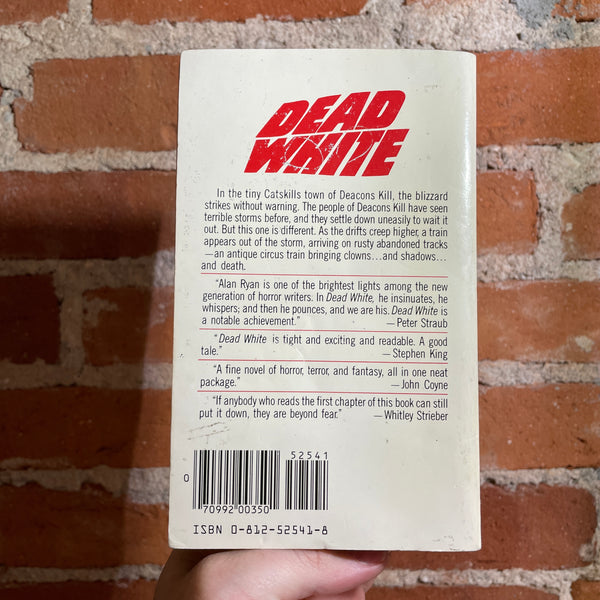 DEAD
WHITE
In the tiny Catskills town of Deacons Kill, the blizzard
strikes without warning. The people of Deacons Kill have seen
terrible storms before, and they settle down uneasily to wait it
out. But this one is different. As the drifts creep higher, a train
appears out of the storm, arriving on rusty abandoned tracks
—an antique circus train bringing clowns...and shadows...
and death.
"Alan Ryan is one of the brightest lights among the new
generation of horror writers. In Dead White, he insinuates, he
whispers; and then he pounces, and we are his. Dead White is
a notable achievement." — Peter Straub
"Dead White is tight and exciting and readable. A good
tale." — Stephen King
"A fine novel of horror, terror, and fantasy, all in one neat
package." — John Coyne
"If anybody who reads the first chapter of this book can still
put it down, they are beyond fear." — Whitley Strieber
52541
0
70992 00350
ISBN 0-812-52541-8